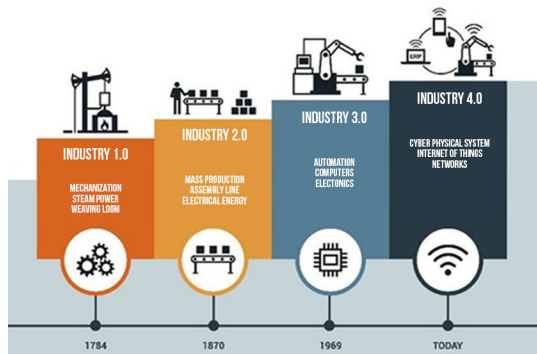 ERP
INDUSTRY 1.0
MECHANIZATION
STEAM POWER
WEAVING LOOM
INDUSTRY 2.0
MASS PRODUCTION
ASSEMBLY LINE
ELECTRICAL ENERGY
INDUSTRY 3.0
AUTOMATION
COMPUTERS
ELECTONICS
INDUSTRY 4.0
CYBER PHYSICAL SYSTEM
INTERNET OF THINGS
NETWORKS
1784
1870
1969
TODAY